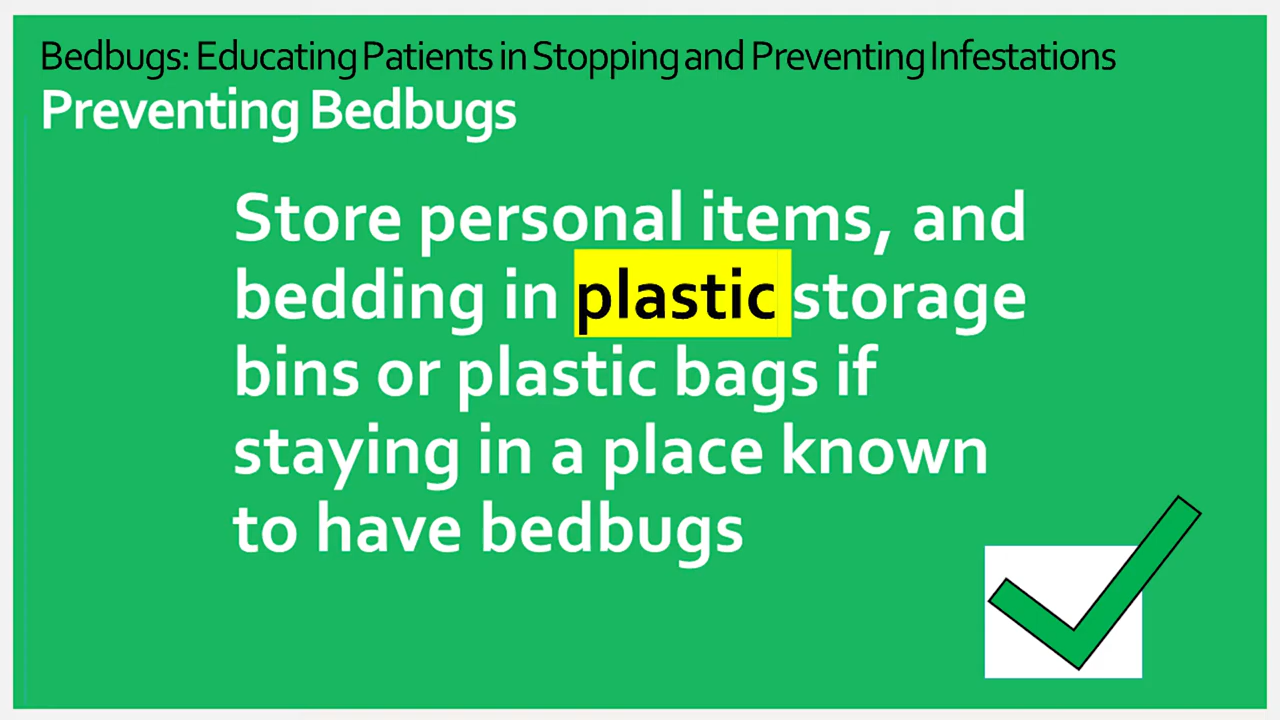 Bedbugs: Educating Patients in Stopping and Preventing Infestations
Preventing Bedbugs
Store personal items, and
bedding in plastic storage
bins or plastic bags if
staying in a place known
to have bedbugs